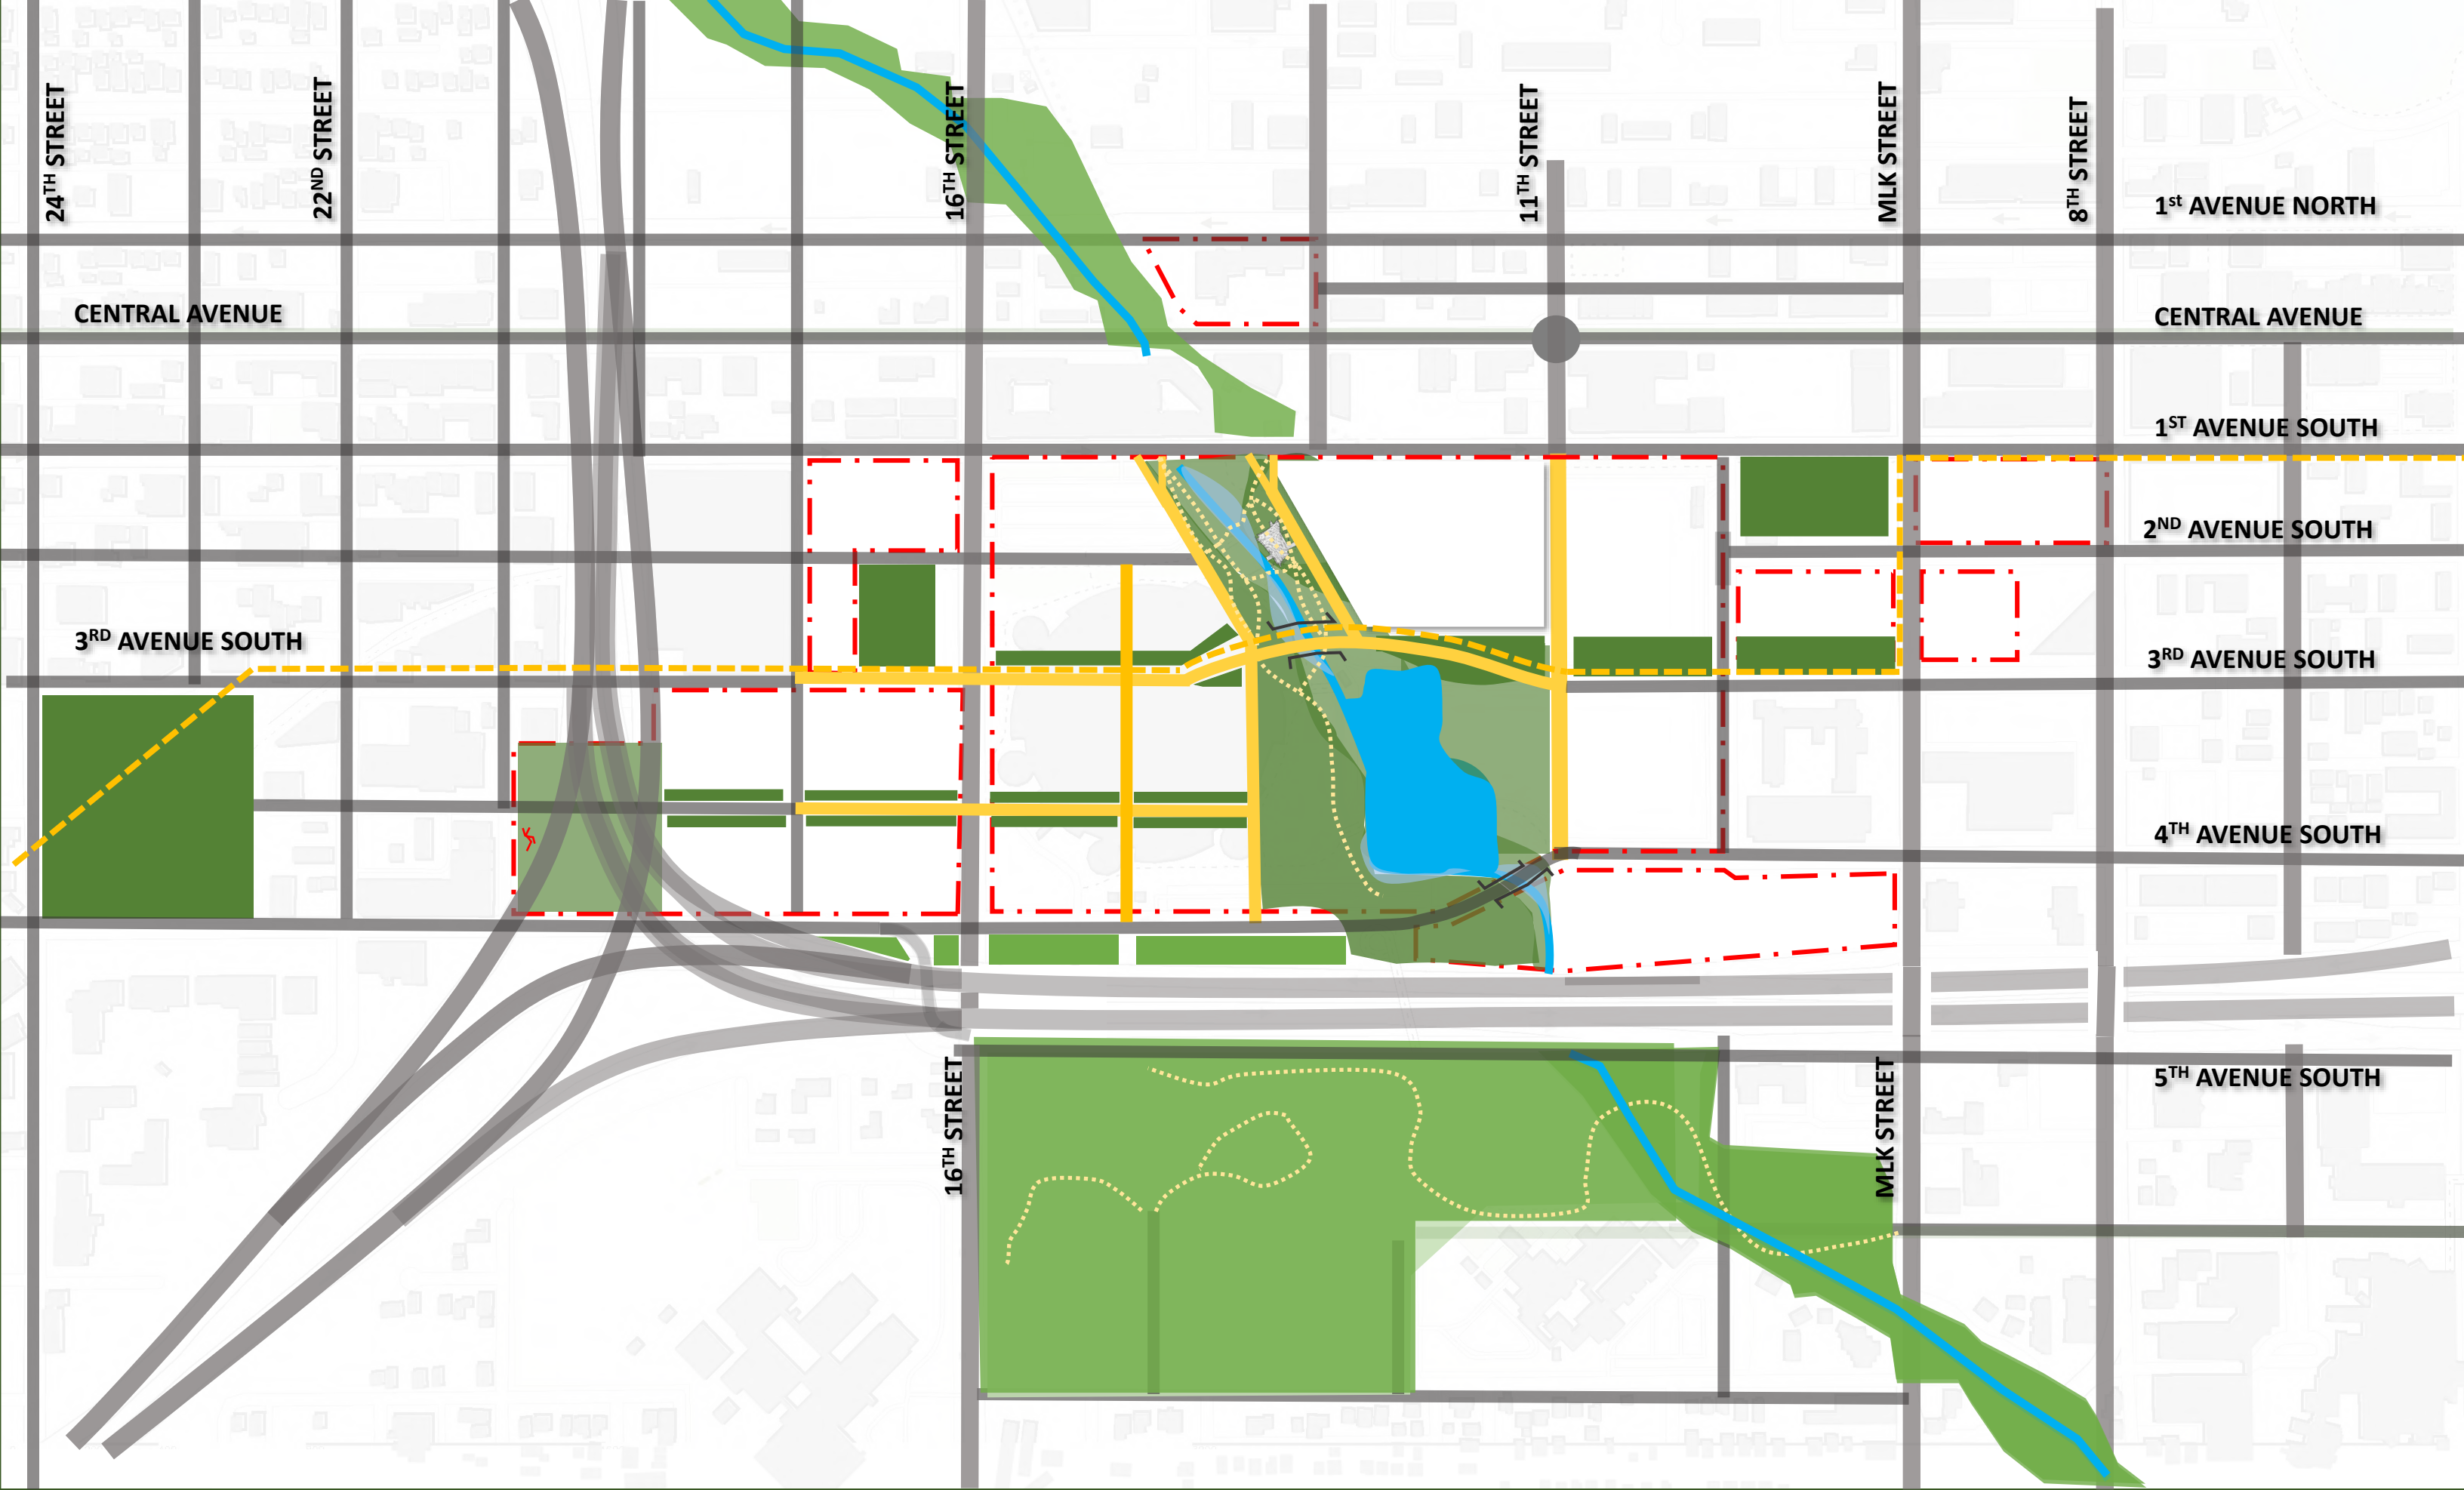 24TH STREET
22ND STREET
16TH STREET
11TH STREET
MLK STREET
8TH STREET
1st AVENUE NORTH
CENTRAL AVENUE
CENTRAL AVENUE
1ST AVENUE SOUTH
2ND AVENUE SOUTH
3RD AVENUE SOUTH
3RD AVENUE SOUTH
4TH AVENUE SOUTH
16TH STREET
MLK STREET
5TH AVENUE SOUTH